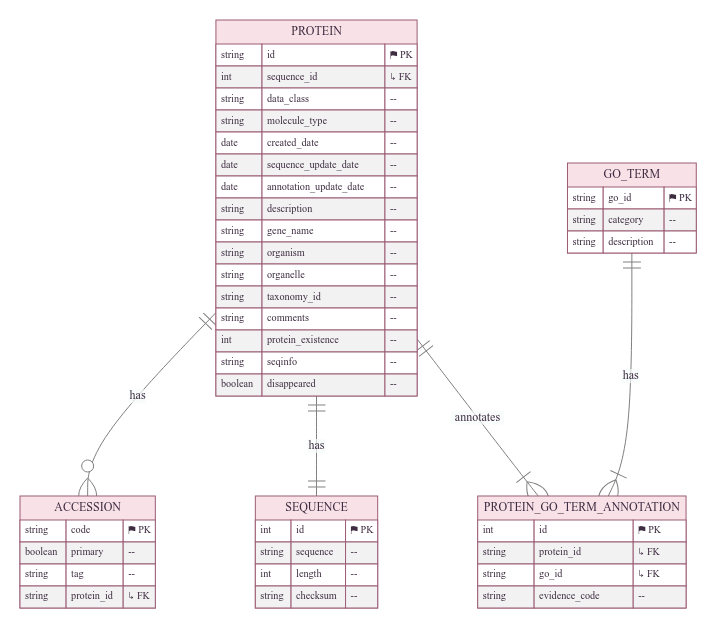 PROTEIN
string id PK
int sequence_id ↳ FK
string data_class --
string molecule_type --
date created_date --
date sequence_update_date --
date annotation_update_date --
string description --
string gene_name --
string organism --
string organelle --
string taxonomy_id --
string comments --
int protein_existence --
string seqinfo --
boolean disappeared --
GO_TERM
string go_id PK
string category --
string description --
has
has
annotates
has
ACCESSION
string code PK
boolean primary --
string tag --
string protein_id ↳ FK
SEQUENCE
int id PK
string sequence --
int length --
string checksum --
PROTEIN_GO_TERM_ANNOTATION
int id PK
string protein_id ↳ FK
string go_id ↳ FK
string evidence_code --